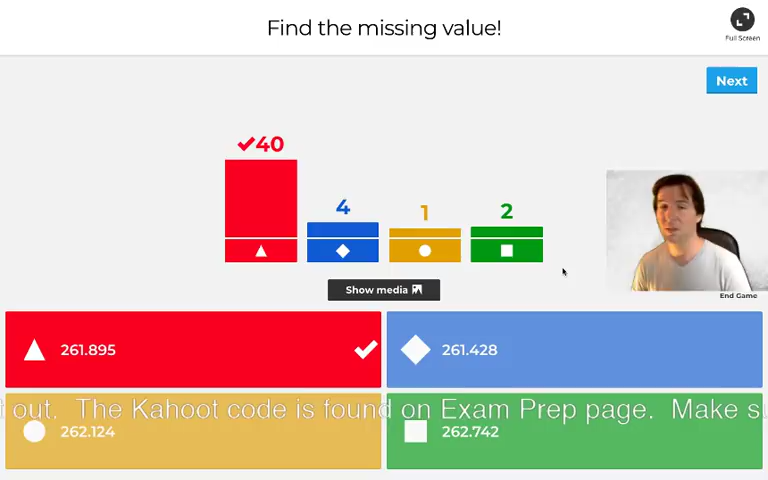 Find the missing value!
Full Screen
Next
40
4
1
2
Show media
End Game
261.895
261.428
t out.  The Kahoot code is found on Exam Prep page.  Make su
262.124
262.742